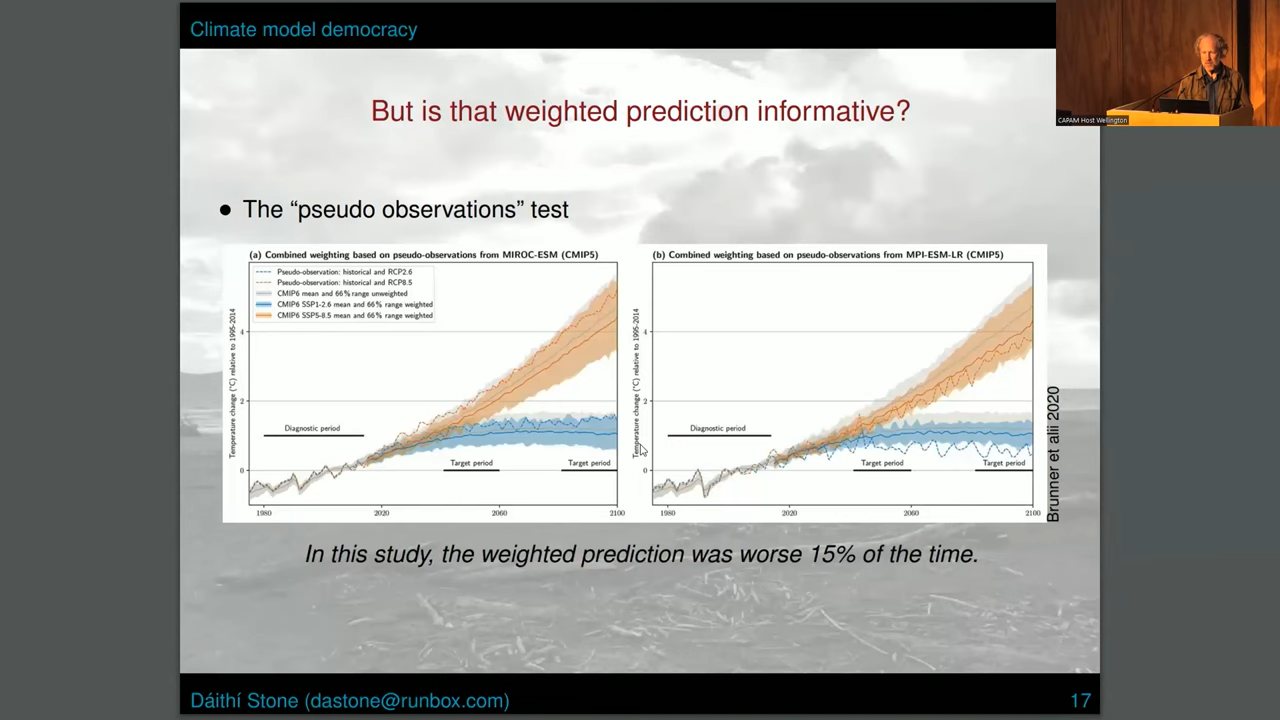 Climate model democracy
CAPAM Host Wellington
But is that weighted prediction informative?
● The “pseudo observations” test
(a) Combined weighting based on pseudo-observations from MIROC-ESM (CMIP5)
Pseudo-observation: historical and RCP2.6
Pseudo-observation: historical and RCP8.5
CMIP6 mean and 66% range unweighted
CMIP6 SSP1-2.6 mean and 66% range weighted
CMIP6 SSP5-8.5 mean and 66% range weighted
Temperature change (°C) relative to 1995-2014
4
2
0
Diagnostic period
Target period
Target period
1980
2020
2060
2100
(b) Combined weighting based on pseudo-observations from MPI-ESM-LR (CMIP5)
Temperature change (°C) relative to 1995-2014
4
2
0
Diagnostic period
Target period
Target period
1980
2020
2060
2100
Brunner et alii 2020
In this study, the weighted prediction was worse 15% of the time.
Dáithí Stone (dastone@runbox.com)
17